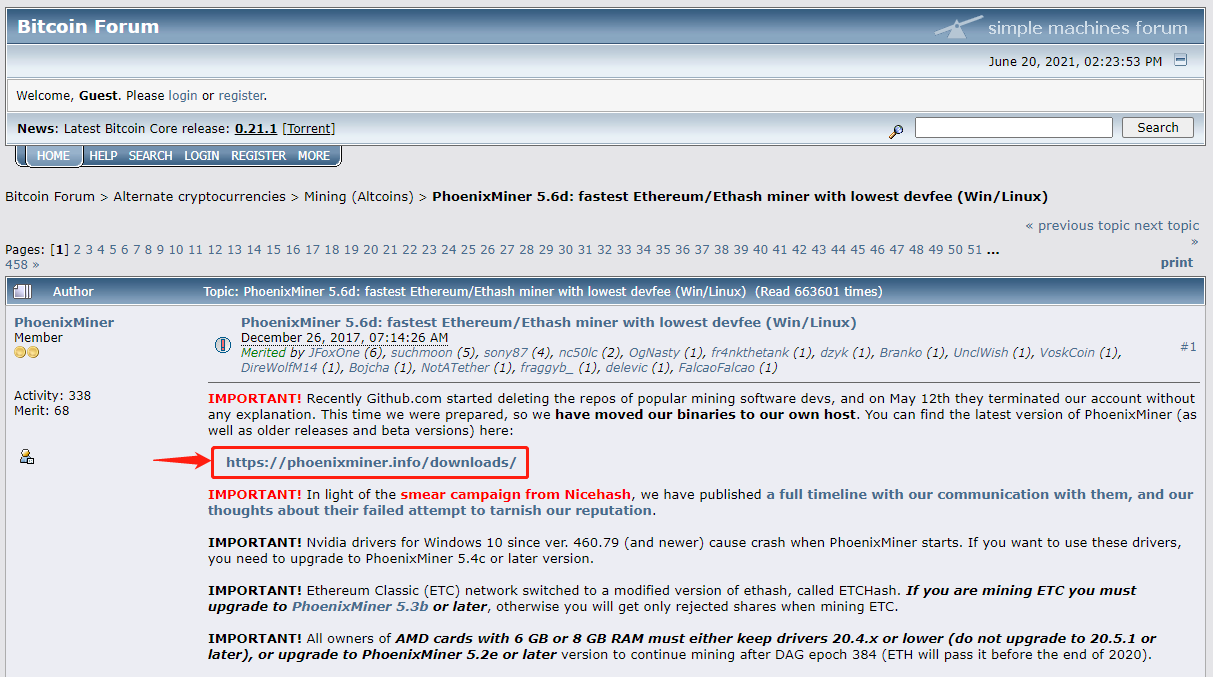 Bitcoin Forum
simple machines forum
June 20, 2021, 02:23:53 PM
Welcome, Guest. Please login or register.
News: Latest Bitcoin Core release: 0.21.1 [Torrent]
Search
HOME HELP SEARCH LOGIN REGISTER MORE
Bitcoin Forum > Alternate cryptocurrencies > Mining (Altcoins) > PhoenixMiner 5.6d: fastest Ethereum/Ethash miner with lowest devfee (Win/Linux)
« previous topic next topic
»
Pages: [1] 2 3 4 5 6 7 8 9 10 11 12 13 14 15 16 17 18 19 20 21 22 23 24 25 26 27 28 29 30 31 32 33 34 35 36 37 38 39 40 41 42 43 44 45 46 47 48 49 50 51 ...
458 »
print
Author Topic: PhoenixMiner 5.6d: fastest Ethereum/Ethash miner with lowest devfee (Win/Linux) (Read 663601 times)
PhoenixMiner
Member
Activity: 338
Merit: 68
PhoenixMiner 5.6d: fastest Ethereum/Ethash miner with lowest devfee (Win/Linux)
December 26, 2017, 07:14:26 AM
Merited by JFoxOne (6), suchmoon (5), sony87 (4), nc50lc (2), OgNasty (1), fr4nkthetank (1), dzyk (1), Branko (1), UnclWish (1), VoskCoin (1),
DireWolfM14 (1), Bojcha (1), NotATether (1), fraggyb_ (1), delevic (1), FalcaoFalcao (1)
#1
IMPORTANT! Recently Github.com started deleting the repos of popular mining software devs, and on May 12th they terminated our account without
any explanation. This time we were prepared, so we have moved our binaries to our own host. You can find the latest version of PhoenixMiner (as
well as older releases and beta versions) here:
https://phoenixminer.info/downloads/
IMPORTANT! In light of the smear campaign from Nicehash, we have published a full timeline with our communication with them, and our
thoughts about their failed attempt to tarnish our reputation.
IMPORTANT! Nvidia drivers for Windows 10 since ver. 460.79 (and newer) cause crash when PhoenixMiner starts. If you want to use these drivers,
you need to upgrade to PhoenixMiner 5.4c or later version.
IMPORTANT! Ethereum Classic (ETC) network switched to a modified version of ethash, called ETCHash. If you are mining ETC you must
upgrade to PhoenixMiner 5.3b or later, otherwise you will get only rejected shares when mining ETC.
IMPORTANT! All owners of AMD cards with 6 GB or 8 GB RAM must either keep drivers 20.4.x or lower (do not upgrade to 20.5.1 or
later), or upgrade to PhoenixMiner 5.2e or later version to continue mining after DAG epoch 384 (ETH will pass it before the end of 2020).